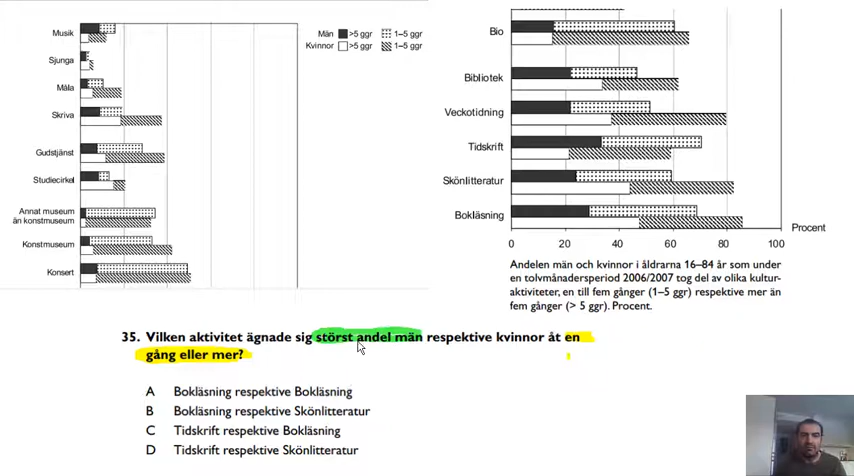 Musik
Sjunga
Måla
Skriva
Gudstjänst
Studiecirkel
Annat museum
än konstmuseum
Konstmuseum
Konsert
Män >5 ggr 1–5 ggr
Kvinnor >5 ggr 1–5 ggr
Bio
Bibliotek
Veckotidning
Tidskrift
Skönlitteratur
Bokläsning
Procent
0 20 40 60 80 100
Andelen män och kvinnor i åldrarna 16–84 år som under
en tolvmånadersperiod 2006/2007 tog del av olika kultur-
aktiviteter, en till fem gånger (1–5 ggr) respektive mer än
fem gånger (> 5 ggr). Procent.
35. Vilken aktivitet ägnade sig störst andel män respektive kvinnor åt en
gång eller mer?
A Bokläsning respektive Bokläsning
B Bokläsning respektive Skönlitteratur
C Tidskrift respektive Bokläsning
D Tidskrift respektive Skönlitteratur